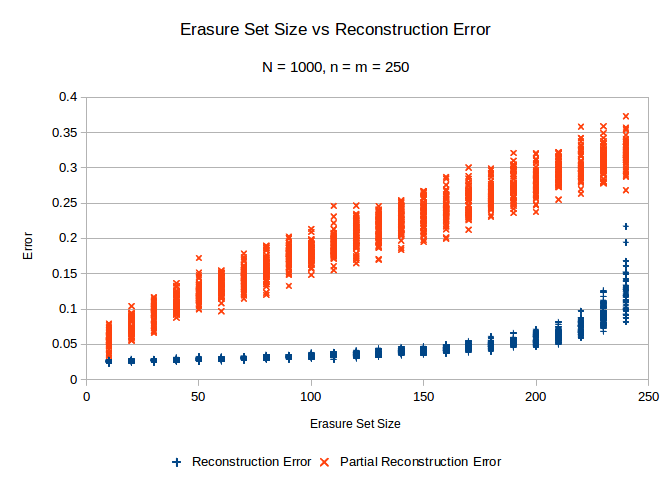 Erasure Set Size vs Reconstruction Error
N = 1000, n = m = 250
0.4
0.35
0.3
0.25
0.2
0.15
0.1
0.05
0
Error
0 50 100 150 200 250
Erasure Set Size
Reconstruction Error Partial Reconstruction Error